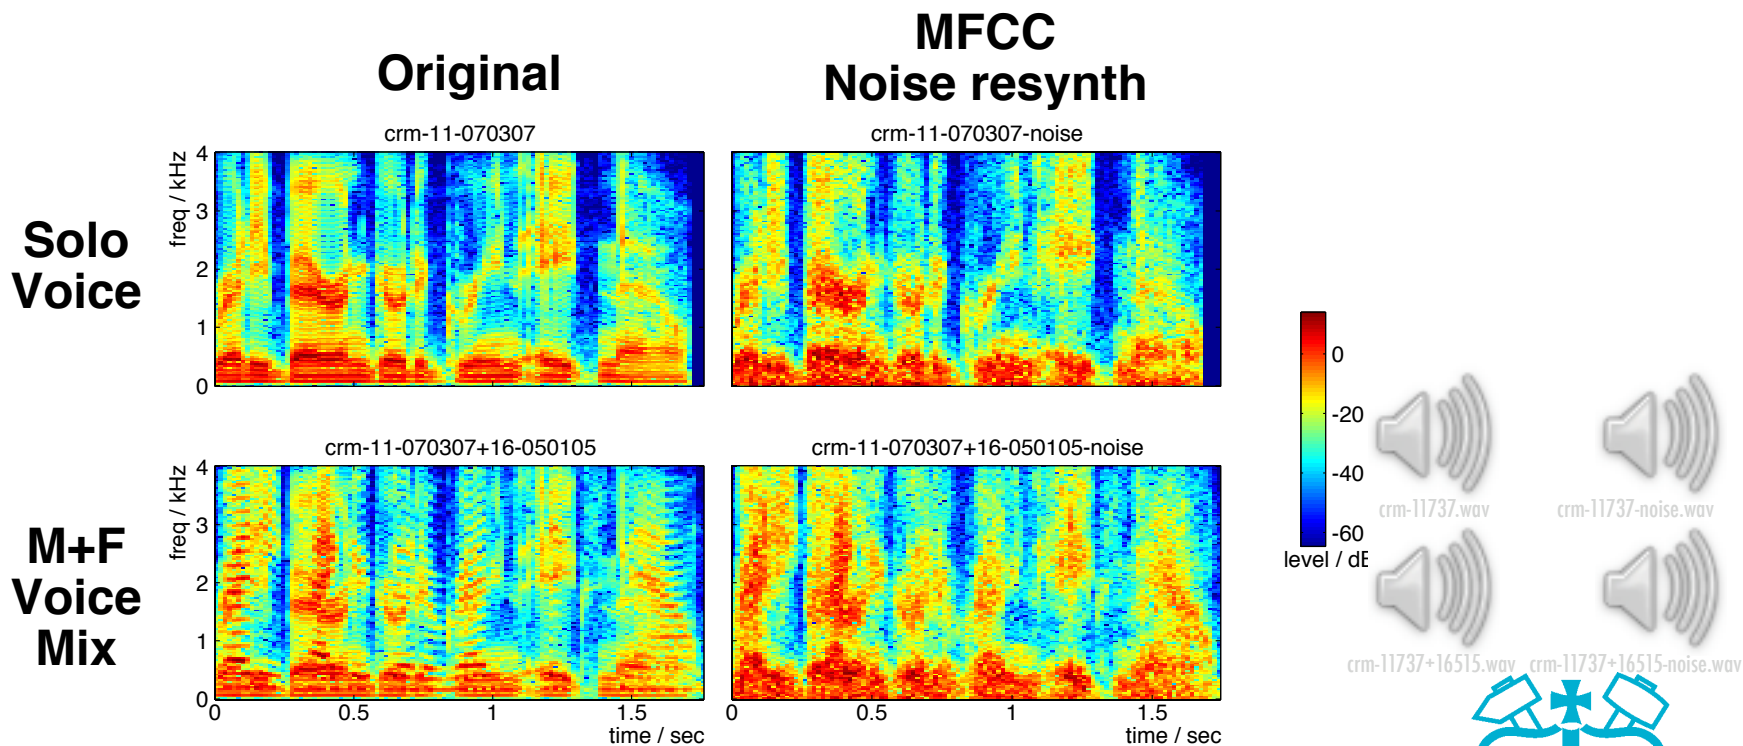 Original
MFCC
Noise resynth
Solo
Voice
crm-11-070307
freq / kHz
4
3
2
1
0
crm-11-070307-noise
M+F
Voice
Mix
crm-11-070307+16-050105
freq / kHz
4
3
2
1
0
0
0.5
1
1.5
time / sec
crm-11-070307+16-050105-noise
0
0.5
1
1.5
time / sec
0
-20
-40
-60
level / dB
crm-11737.wav
crm-11737-noise.wav
crm-11737+16515.wav
crm-11737+16515-noise.wav